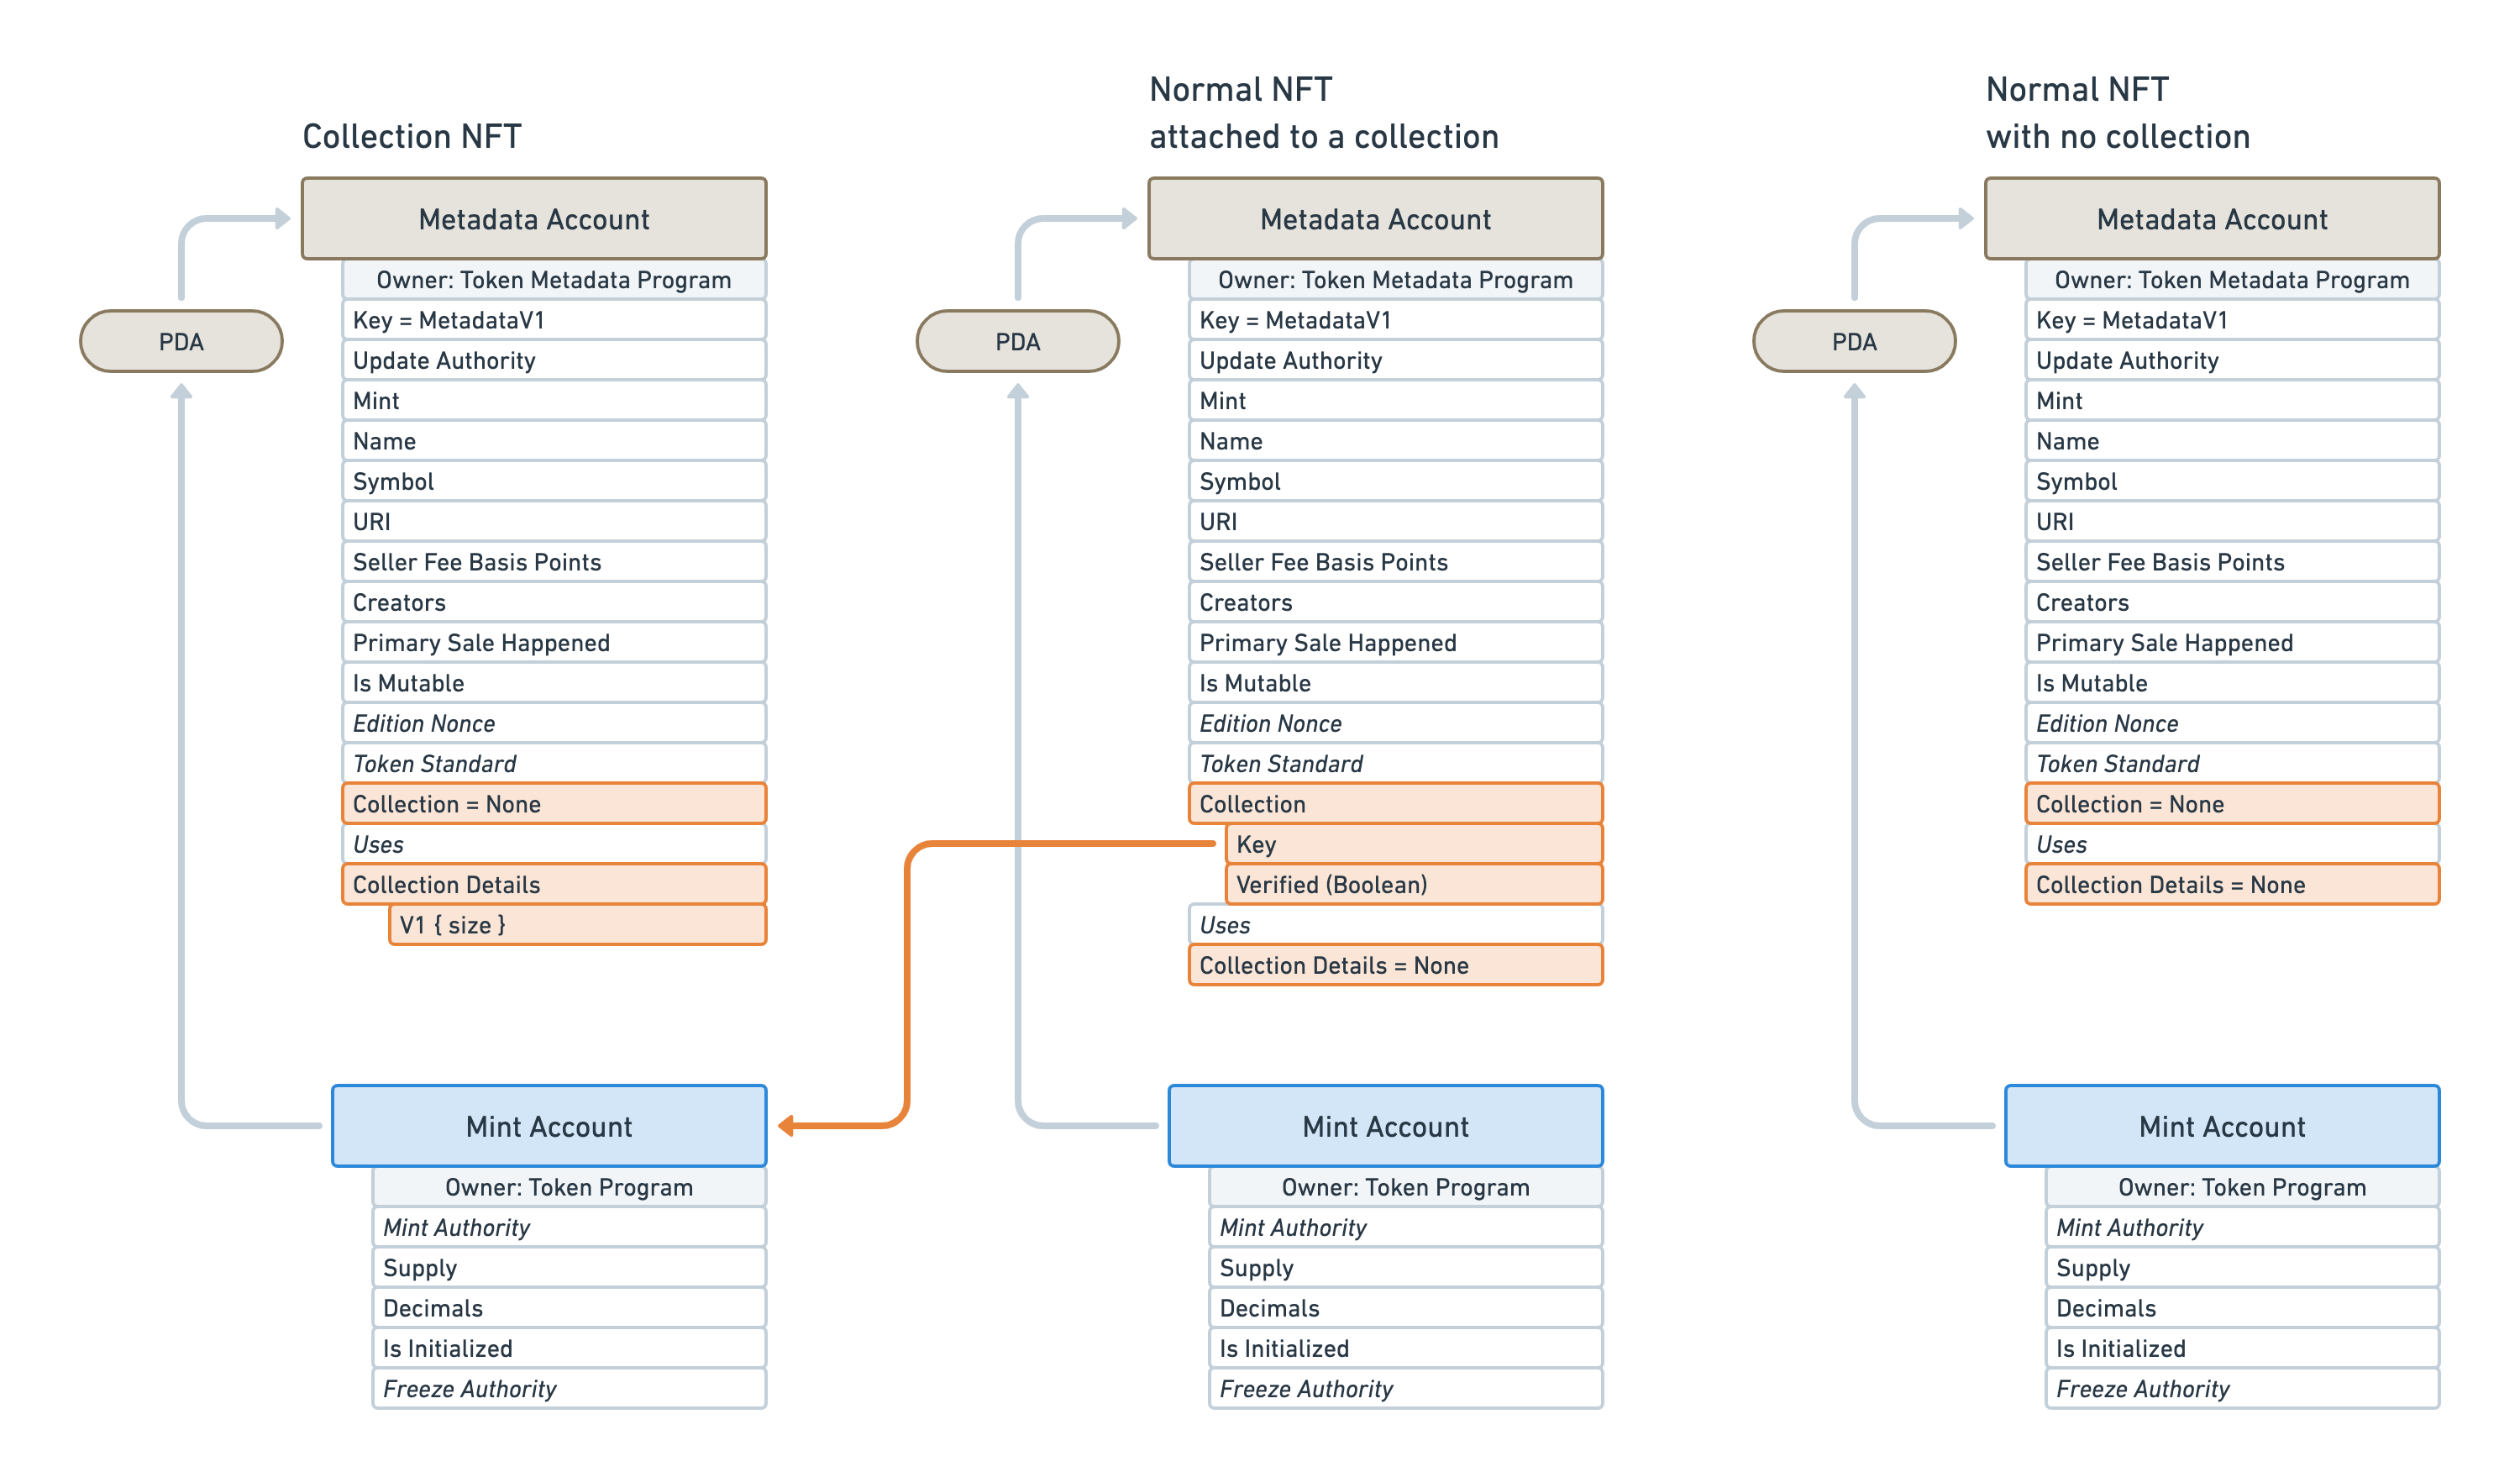 Collection NFT
Metadata Account
Owner: Token Metadata Program
Key = MetadataV1
Update Authority
Mint
Name
Symbol
URI
Seller Fee Basis Points
Creators
Primary Sale Happened
Is Mutable
Edition Nonce
Token Standard
Collection = None
Uses
Collection Details
V1 { size }
PDA
Mint Account
Owner: Token Program
Mint Authority
Supply
Decimals
Is Initialized
Freeze Authority
Normal NFT
attached to a collection
Metadata Account
Owner: Token Metadata Program
Key = MetadataV1
Update Authority
Mint
Name
Symbol
URI
Seller Fee Basis Points
Creators
Primary Sale Happened
Is Mutable
Edition Nonce
Token Standard
Collection
Key
Verified (Boolean)
Uses
Collection Details = None
PDA
Mint Account
Owner: Token Program
Mint Authority
Supply
Decimals
Is Initialized
Freeze Authority
Normal NFT
with no collection
Metadata Account
Owner: Token Metadata Program
Key = MetadataV1
Update Authority
Mint
Name
Symbol
URI
Seller Fee Basis Points
Creators
Primary Sale Happened
Is Mutable
Edition Nonce
Token Standard
Collection = None
Uses
Collection Details = None
PDA
Mint Account
Owner: Token Program
Mint Authority
Supply
Decimals
Is Initialized
Freeze Authority